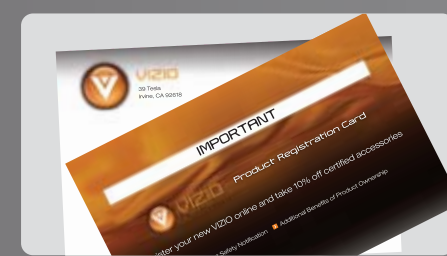 VIZIO
39 Tesla
Irvine, CA 92618
IMPORTANT
VIZIO Product Registration Card
ister your new VIZIO online and take 10% off certified accessories
Safety Notification Additional Benefits of Product Ownership